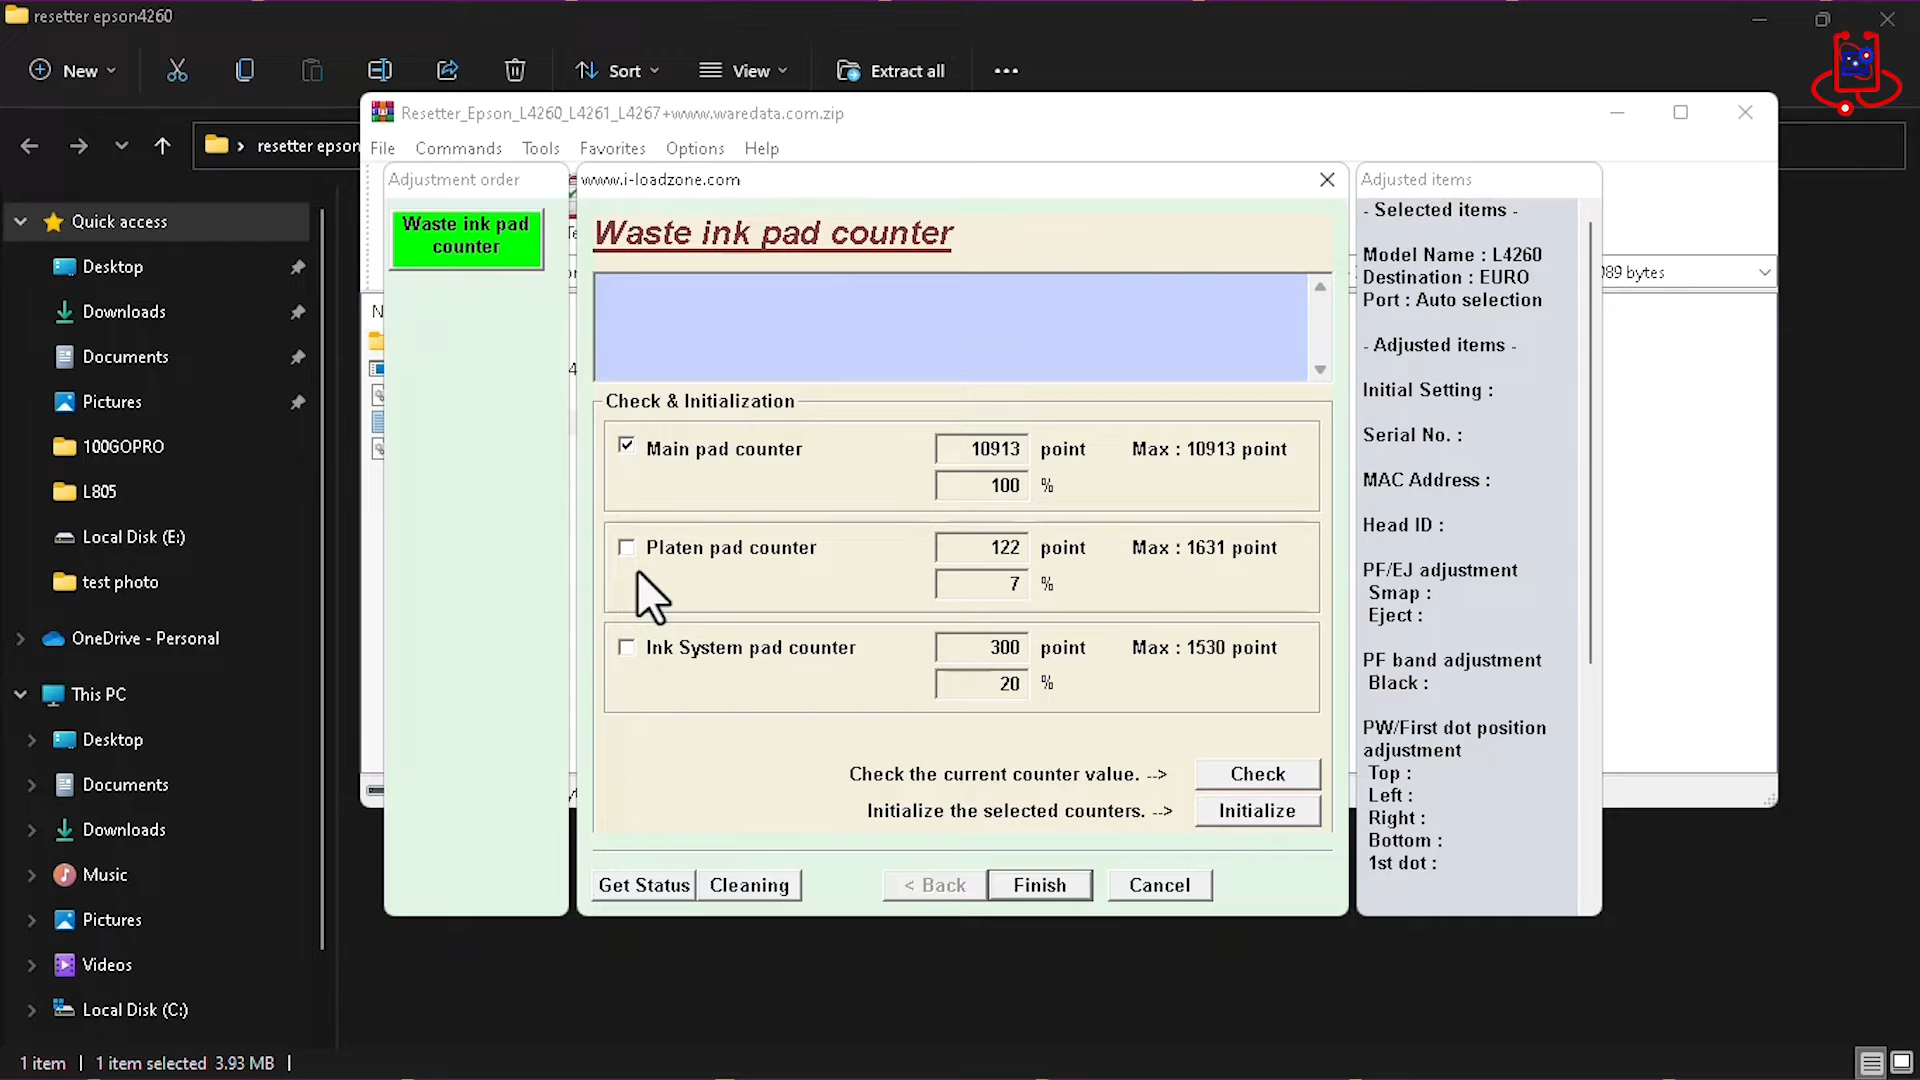 resetter epson4260
New
Sort
View
Extract all
resetter epson
Quick access
Desktop
Downloads
Documents
Pictures
100GOPRO
L805
Local Disk (E:)
test photo
OneDrive - Personal
This PC
Desktop
Documents
Downloads
Music
Pictures
Videos
Local Disk (C:)
1 item
1 item selected 3.93 MB
Resetter_Epson_L4260_L4261_L4267+www.waredata.com.zip
File Commands Tools Favorites Options Help
89 bytes
Adjustment order
Waste ink pad
counter
www.i-loadzone.com
Waste ink pad counter
Check & Initialization
Main pad counter 10913 point Max : 10913 point
100 %
Platen pad counter 122 point Max : 1631 point
7 %
Ink System pad counter 300 point Max : 1530 point
20 %
Check the current counter value. --> Check
Initialize the selected counters. --> Initialize
Get Status Cleaning < Back Finish Cancel
Adjusted items
- Selected items -
Model Name : L4260
Destination : EURO
Port : Auto selection
- Adjusted items -
Initial Setting :
Serial No. :
MAC Address :
Head ID :
PF/EJ adjustment
Smap :
Eject :
PF band adjustment
Black :
PW/First dot position
adjustment
Top :
Left :
Right :
Bottom :
1st dot :